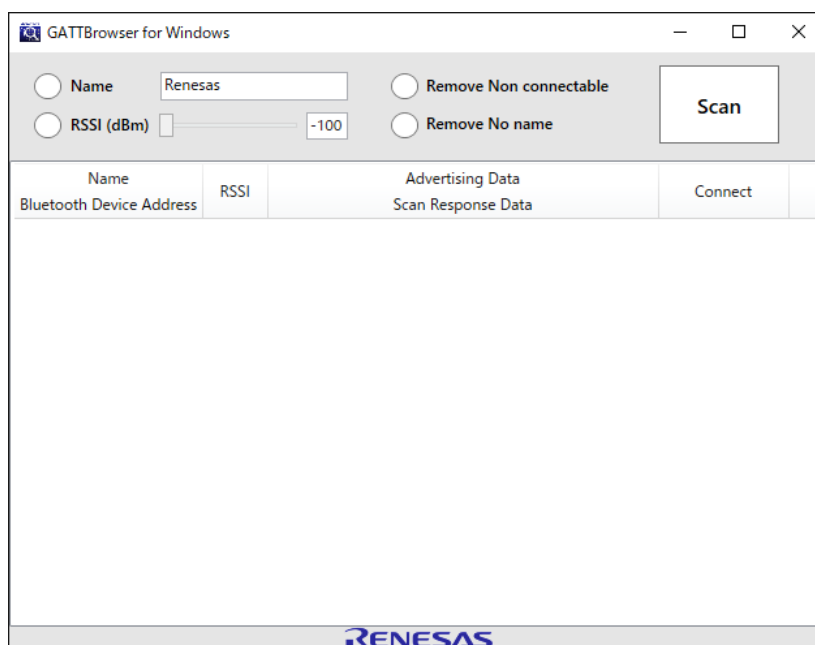 GATTBrowser for Windows
Name Renesas Remove Non connectable
RSSI (dBm) -100 Remove No name
Scan
Name
Bluetooth Device Address
RSSI
Advertising Data
Scan Response Data
Connect
RENESAS